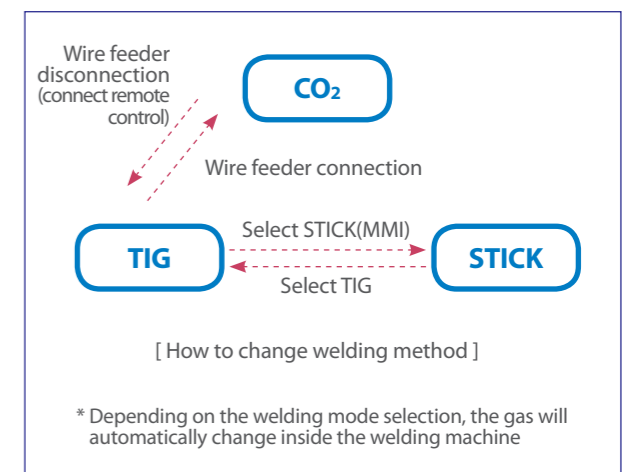 Wire feeder
disconnection
(connect remote
control)
CO₂
Wire feeder connection
TIG
Select STICK(MMI)
Select TIG
STICK
[ How to change welding method ]
* Depending on the welding mode selection, the gas will
automatically change inside the welding machine